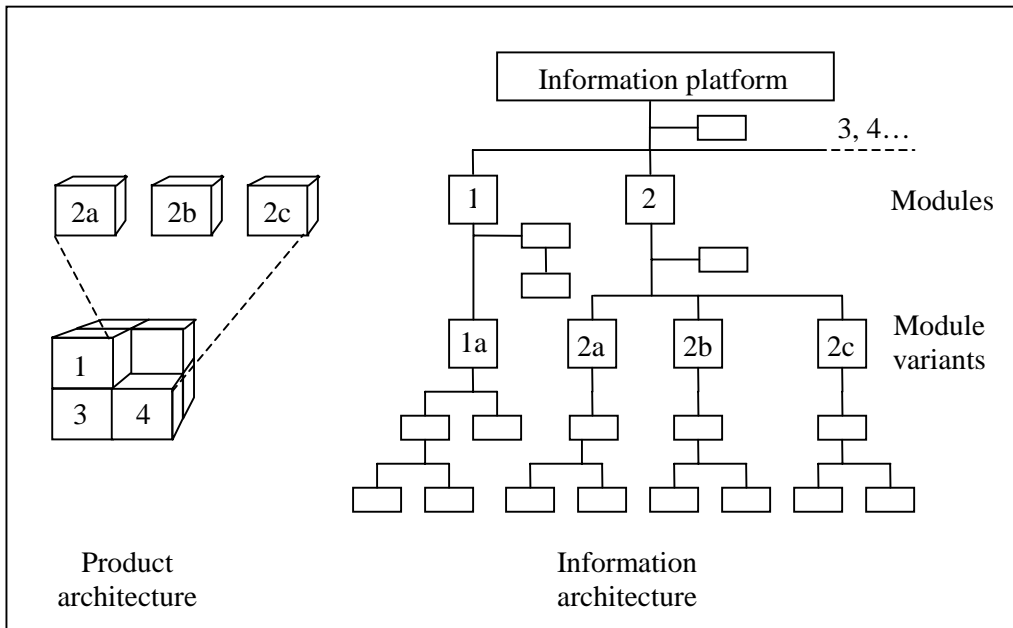 Information platform
3, 4…
1
2
Modules
2a
2b
2c
1a
2a
2b
2c
Module
variants
1
3
4
Product
architecture
Information
architecture